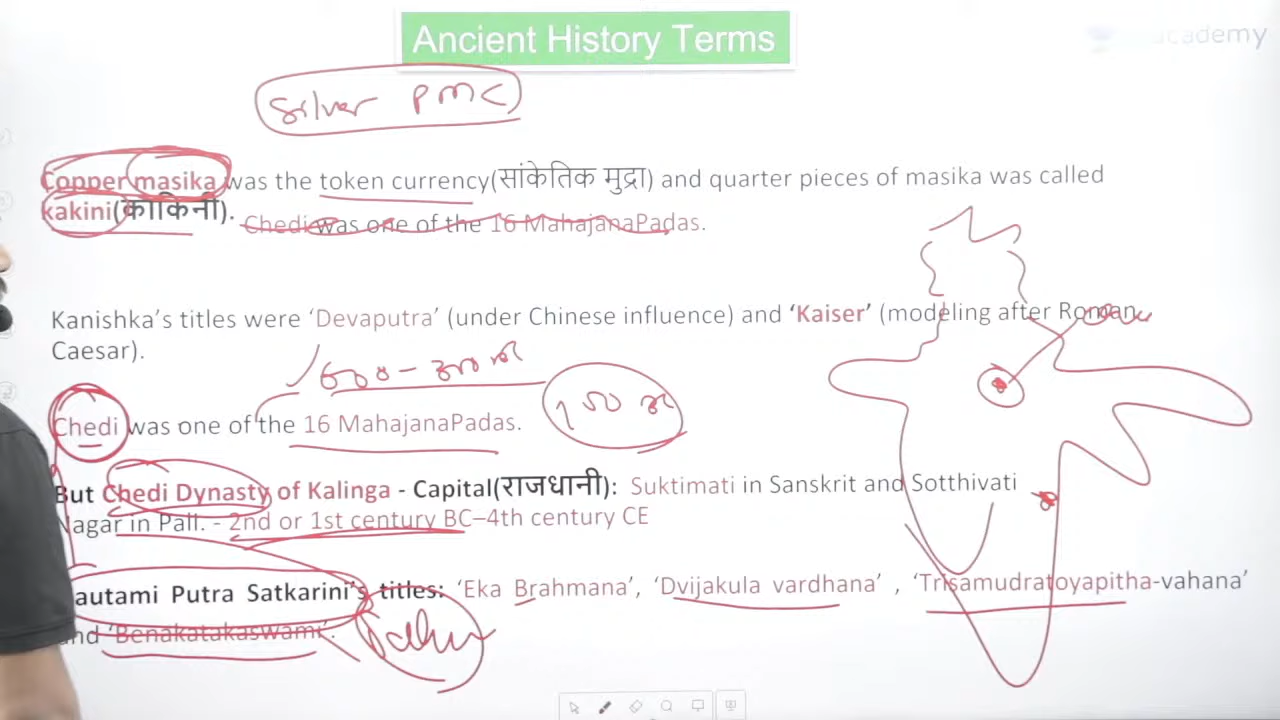 Ancient History Terms
academy
Silver PMC
Copper masika was the token currency(सांकेतिक मुद्रा) and quarter pieces of masika was called
kakini(काकिनी). Chedi was one of the 16 MahajanaPadas.
Kanishka's titles were 'Devaputra' (under Chinese influence) and 'Kaiser' (modeling after Roman
Caesar).
600 - 300
Chedi was one of the 16 MahajanaPadas.
But Chedi Dynasty of Kalinga - Capital(राजधानी): Suktimati in Sanskrit and Sotthivati
Nagar in Pali. - 2nd or 1st century BC–4th century CE
autami Putra Satkarini's titles: 'Eka Brahmana', 'Dvijakula vardhana' , 'Trisamudratoyapitha-vahana'
and 'Benakatakaswami'.